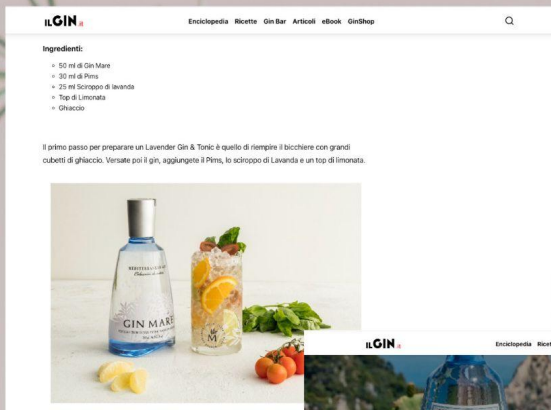 ILGIN.it
Enciclopedia Ricette Gin Bar Articoli eBook GinShop
Ingredienti:
50 ml di Gin Mare
30 ml di Pims
25 ml Sciroppo di lavanda
Top di Limonata
Ghiaccio
Il primo passo per preparare un Lavender Gin & Tonic è quello di riempire il bicchiere con grandi
cubetti di ghiaccio. Versate poi il gin, aggiungete il Pims, lo sciroppo di Lavanda e un top di limonata.
GIN MARE
M
ILGIN.it
Enciclopedia Ricet